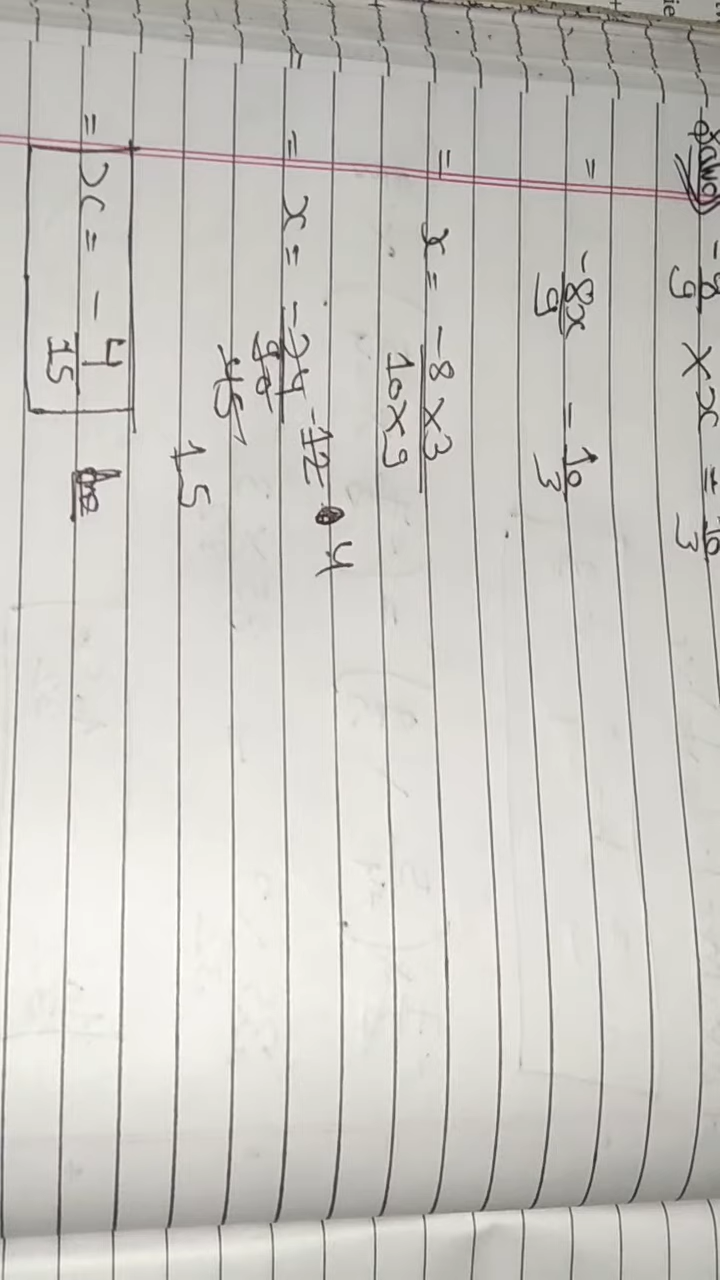 -8/9 × x = 10/3
= -8x/9 = 10/3
= x = -8×3/10×9
= x = -24/90 -12 4
45
15
= x = -4/15 Ans